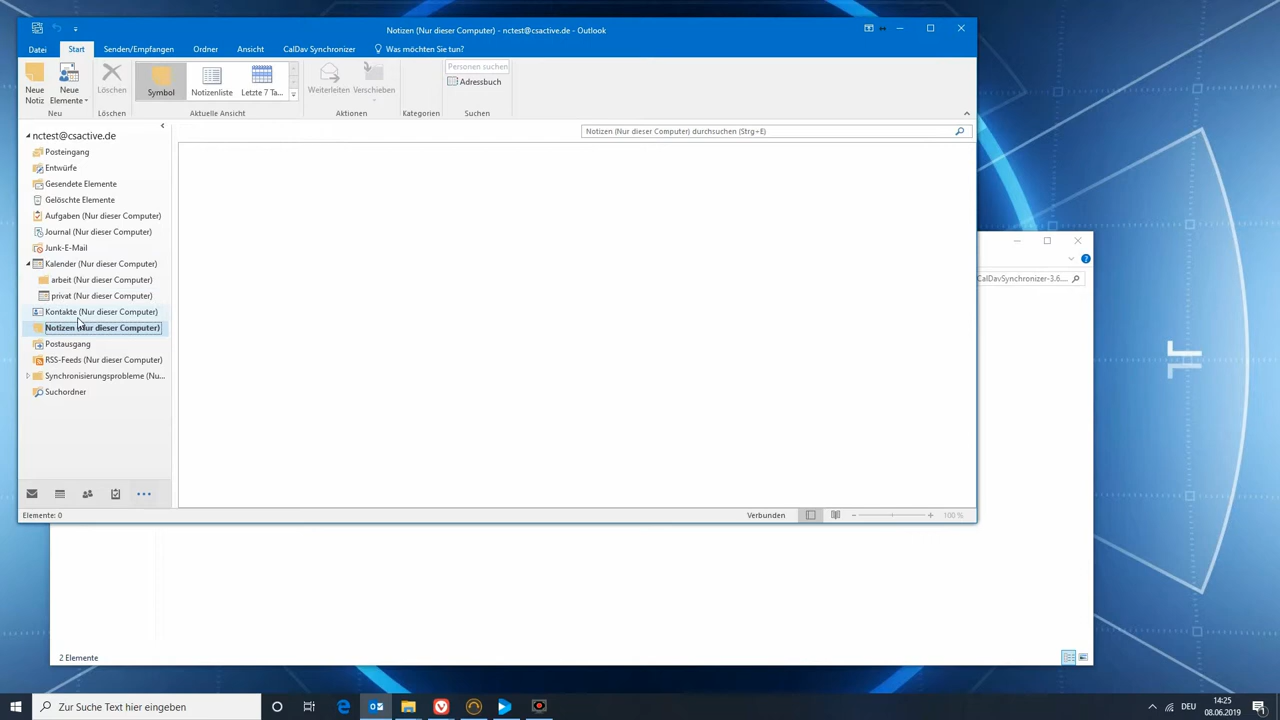 Notizen (Nur dieser Computer) - nctest@csactive.de - Outlook
Datei Start Senden/Empfangen Ordner Ansicht CalDav Synchronizer Was möchten Sie tun?
Neue Notiz
Neue Elemente
Löschen
Symbol
Notizenliste
Letzte 7 Ta...
Weiterleiten
Verschieben
Personen suchen
Adressbuch
Neu Löschen Aktuelle Ansicht Aktionen Kategorien Suchen
Notizen (Nur dieser Computer) durchsuchen (Strg+E)
nctest@csactive.de
Posteingang
Entwürfe
Gesendete Elemente
Gelöschte Elemente
Aufgaben (Nur dieser Computer)
Journal (Nur dieser Computer)
Junk-E-Mail
Kalender (Nur dieser Computer)
arbeit (Nur dieser Computer)
privat (Nur dieser Computer)
Kontakte (Nur dieser Computer)
Notizen (Nur dieser Computer)
Postausgang
RSS-Feeds (Nur dieser Computer)
Synchronisierungsprobleme (Nu...
Suchordner
CalDavSynchronizer-3.6....
Elemente: 0
Verbunden
100 %
2 Elemente
Zur Suche Text hier eingeben
DEU
14:25
08.06.2019
1